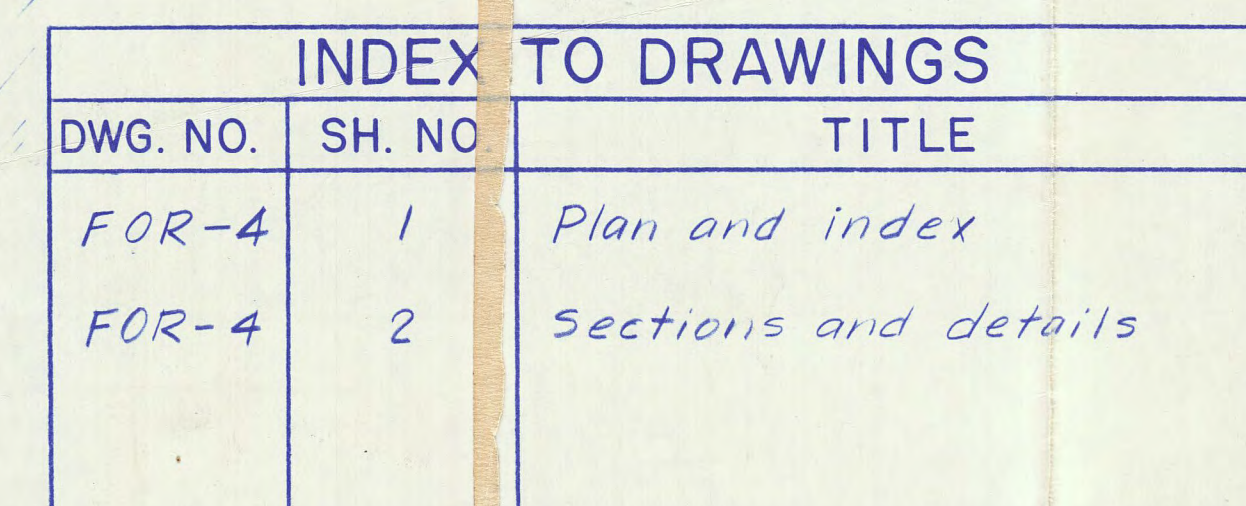 INDEX TO DRAWINGS
DWG. NO. SH. NO. TITLE
FOR-4 1 Plan and index
FOR-4 2 Sections and details